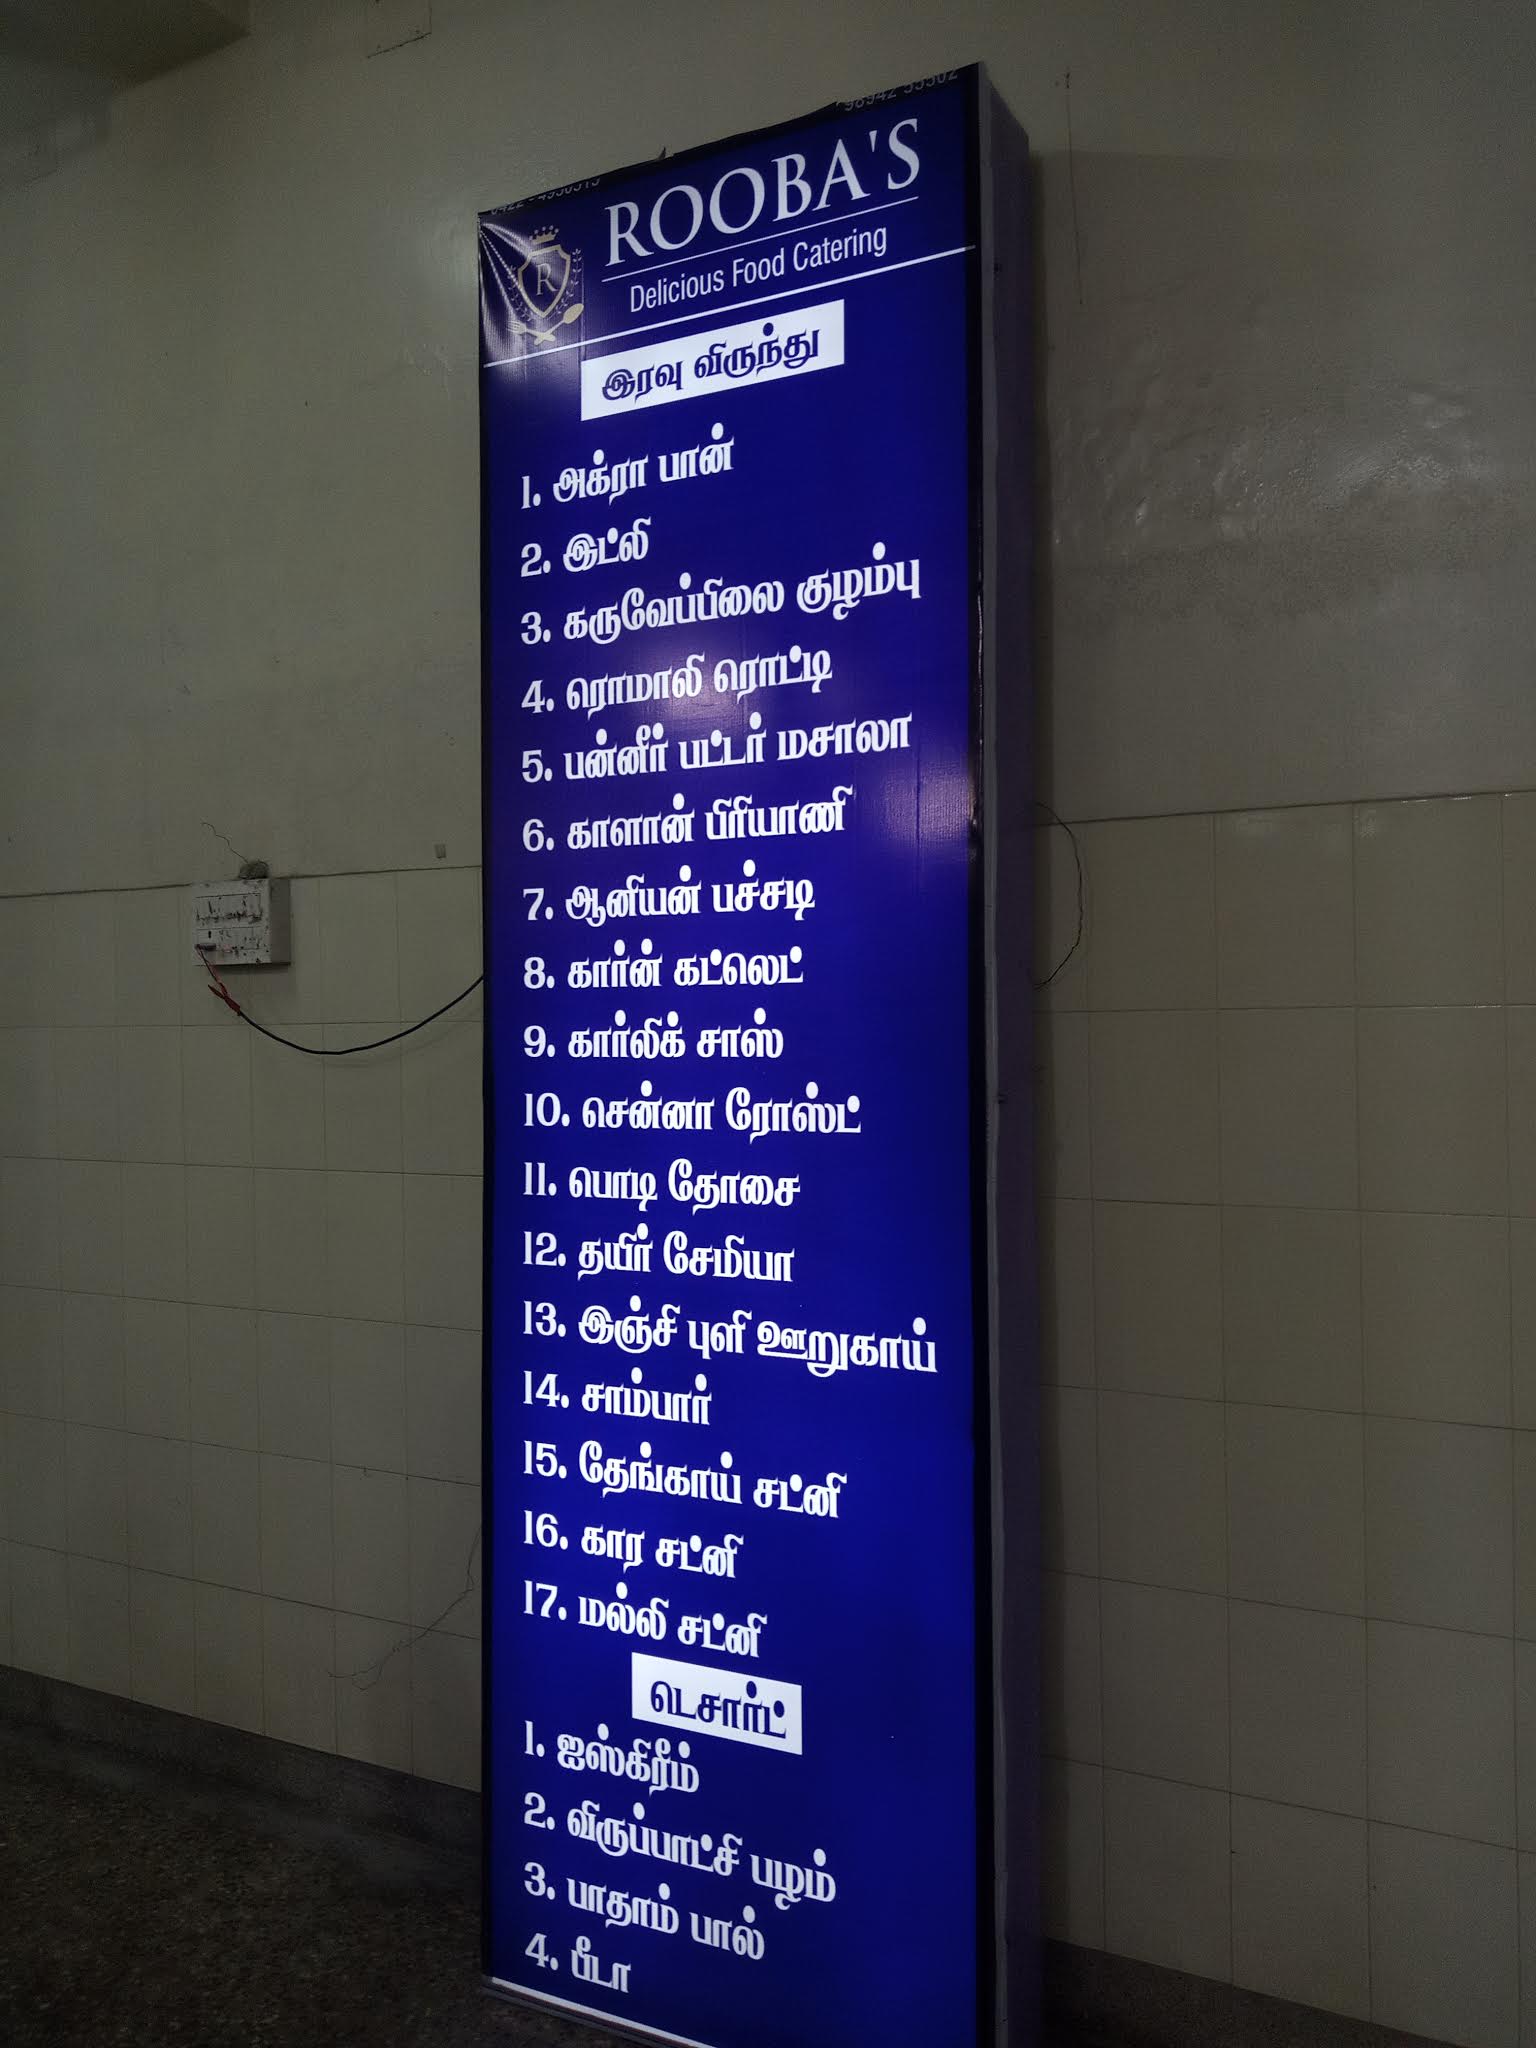 ROOBA'S
Delicious Food Catering
R
இரவு விருந்து
1. அக்ரா பான்
2. இட்லி
3. கருவேப்பிலை குழம்பு
4. ரொமாலி ரொட்டி
5. பன்னீர் பட்டர் மசாலா
6. காளான் பிரியாணி
7. ஆனியன் பச்சடி
8. கார்ன் கட்லெட்
9. கார்லிக் சாஸ்
10. சென்னா ரோஸ்ட்
11. பொடி தோசை
12. தயிர் சேமியா
13. இஞ்சி புளி ஊறுகாய்
14. சாம்பார்
15. தேங்காய் சட்னி
16. கார சட்னி
17. மல்லி சட்னி
டெசார்ட்
1. ஐஸ்கிரீம்
2. விருப்பாட்சி பழம்
3. பாதாம் பால்
4. பீடா